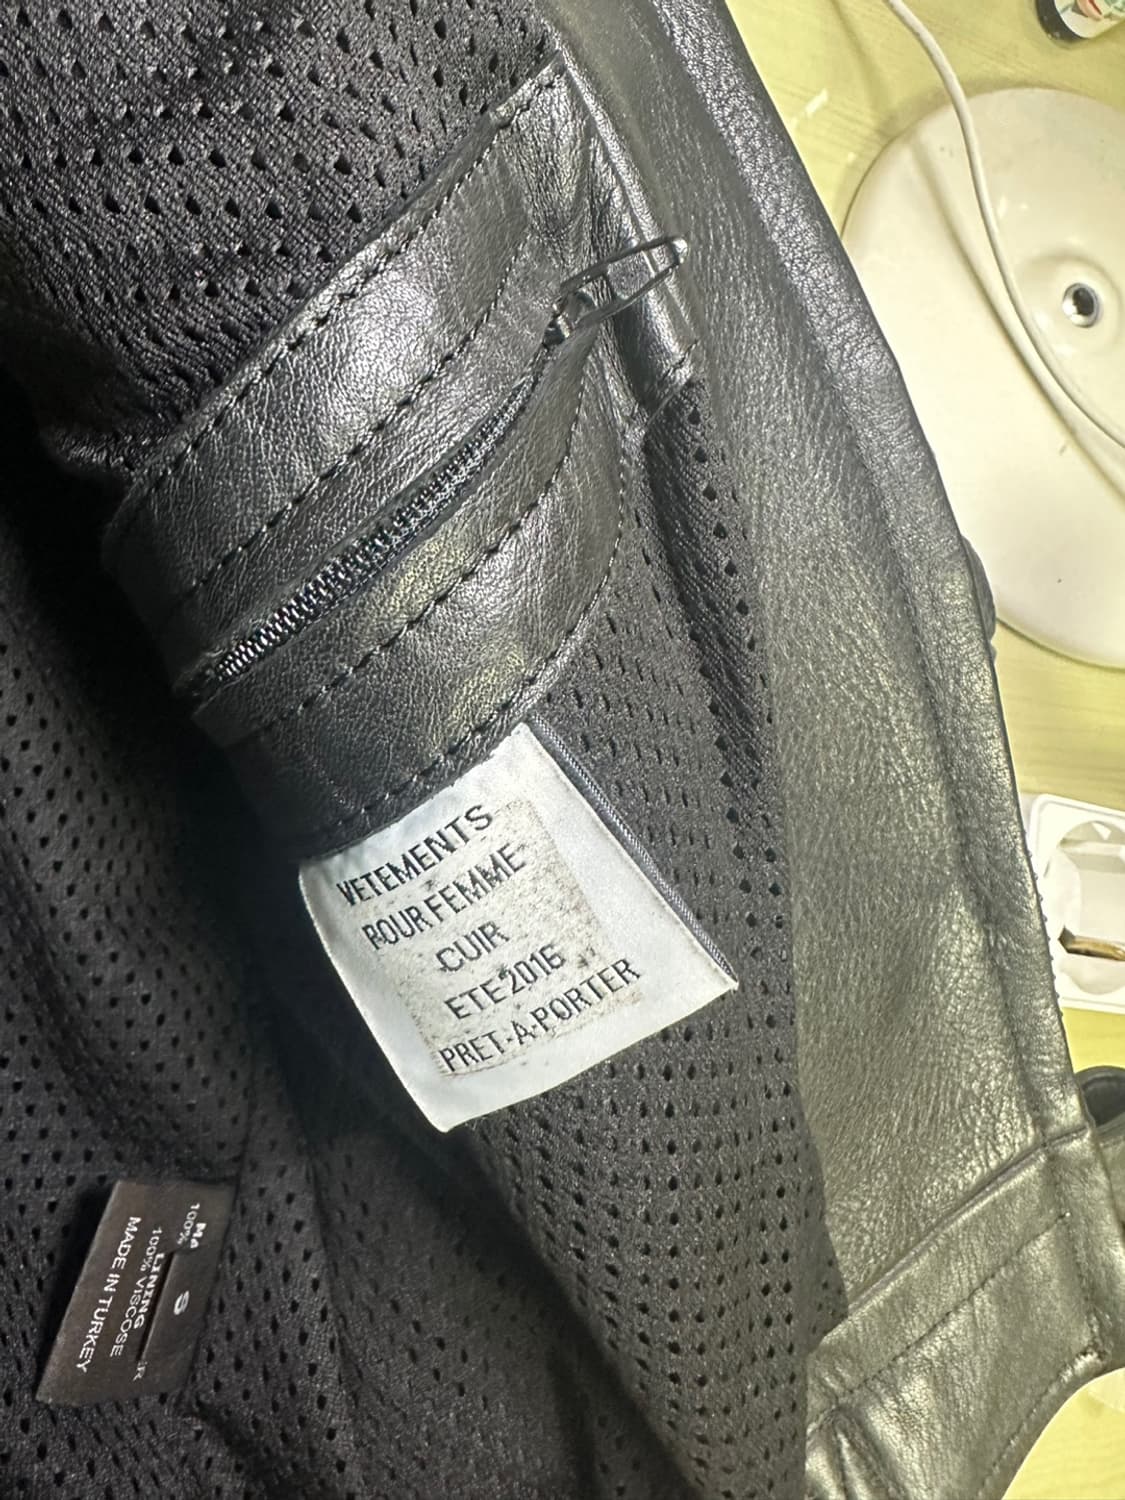 VETEMENTS
POUR FEMME
CUIR
ETE 2016
PRET-A-PORTER
S
100%
LINING
100% VISCOSE
MADE IN TURKEY